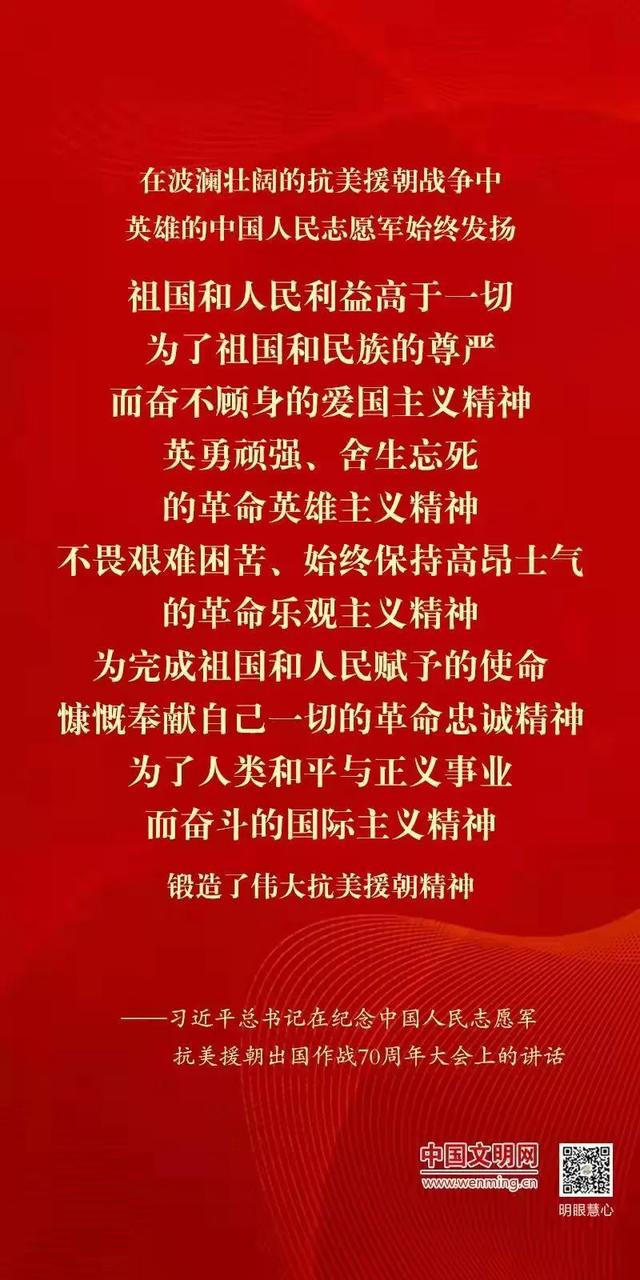 在波澜壮阔的抗美援朝战争中
英雄的中国人民志愿军始终发扬
祖国和人民利益高于一切
为了祖国和民族的尊严
而奋不顾身的爱国主义精神
英勇顽强、舍生忘死
的革命英雄主义精神
不畏艰难困苦、始终保持高昂士气
的革命乐观主义精神
为完成祖国和人民赋予的使命
慷慨奉献自己一切的革命忠诚精神
为了人类和平与正义事业
而奋斗的国际主义精神
锻造了伟大抗美援朝精神
——习近平总书记在纪念中国人民志愿军
抗美援朝出国作战70周年大会上的讲话
中国文明网
www.wenming.cn
明眼慧心